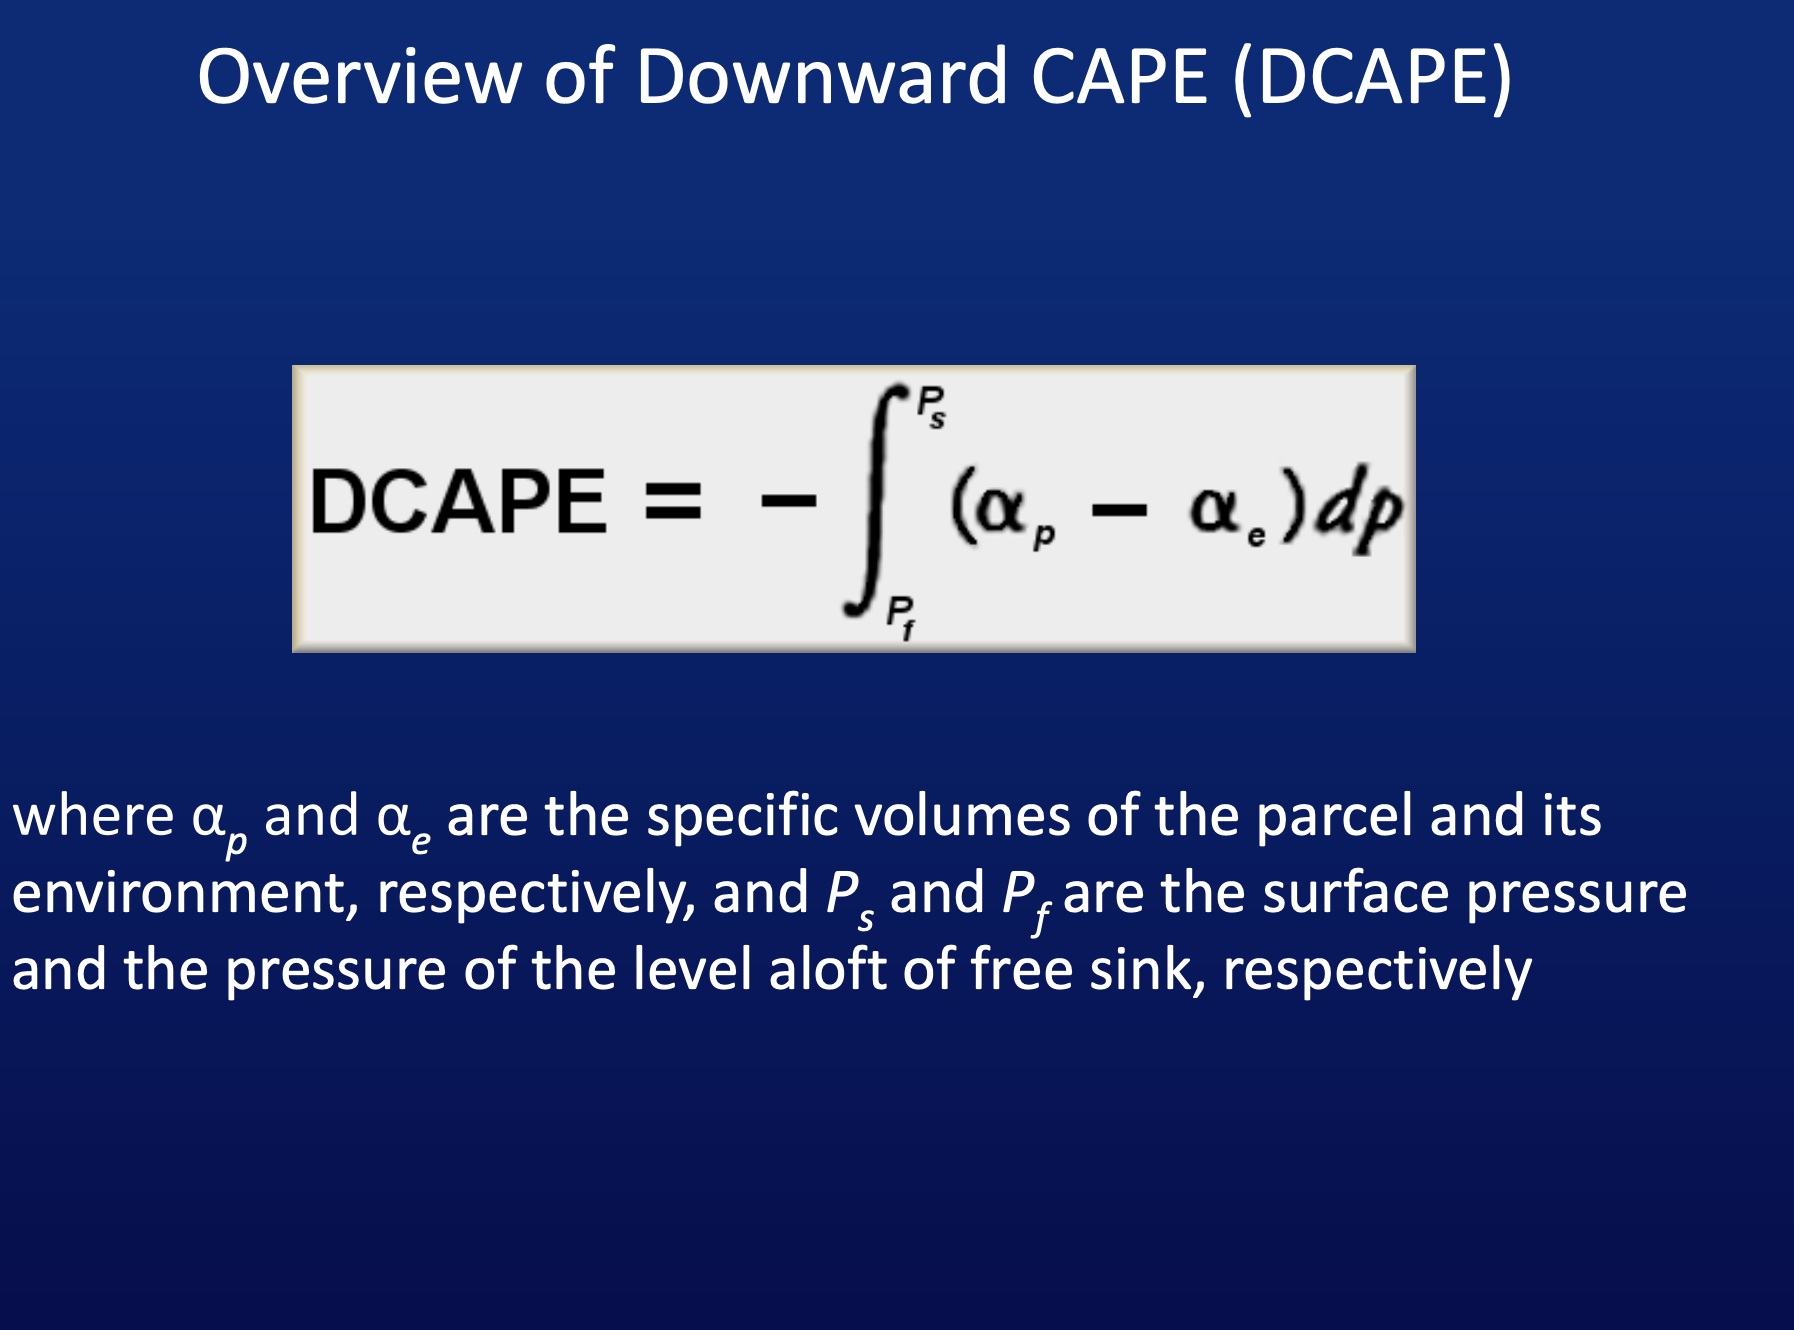 Overview of Downward CAPE (DCAPE)
DCAPE = − ∫_{P_f}^{P_s} (α_p − α_e) dp
where α_p and α_e are the specific volumes of the parcel and its
environment, respectively, and P_s and P_f are the surface pressure
and the pressure of the level aloft of free sink, respectively